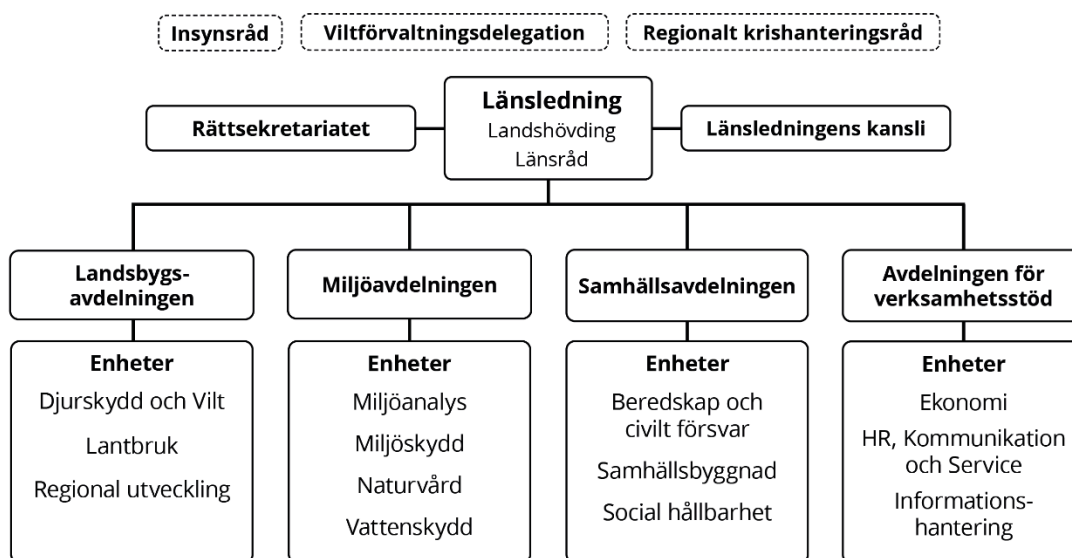 Insynsråd
Viltförvaltningsdelegation
Regionalt krishanteringsråd
Rättsekretariatet
Länsledning
Landshövding
Länsråd
Länsledningens kansli
Landsbygs-
avdelningen
Miljöavdelningen
Samhällsavdelningen
Avdelningen för
verksamhetsstöd
Enheter
Djurskydd och Vilt
Lantbruk
Regional utveckling
Enheter
Miljöanalys
Miljöskydd
Naturvård
Vattenskydd
Enheter
Beredskap och
civilt försvar
Samhällsbyggnad
Social hållbarhet
Enheter
Ekonomi
HR, Kommunikation
och Service
Informations-
hantering